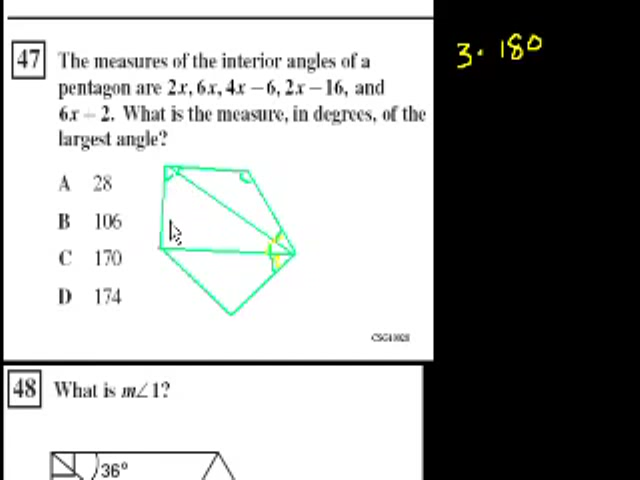 47 The measures of the interior angles of a
pentagon are 2x, 6x, 4x – 6, 2x – 16, and
What is the measure, in degrees, of the
largest angle?
A 28
B 106
C 170
D 174
3 · 180
48 What is m∠1?
36°